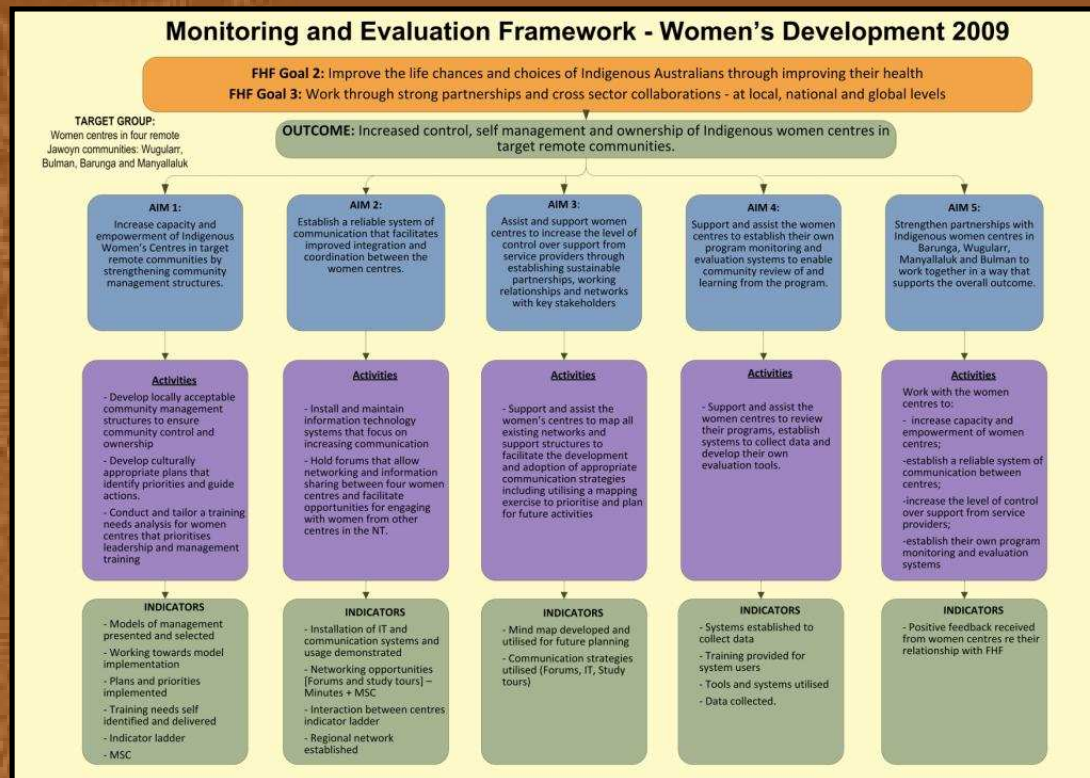 Monitoring and Evaluation Framework - Women's Development 2009
FHF Goal 2: Improve the life chances and choices of Indigenous Australians through improving their health
FHF Goal 3: Work through strong partnerships and cross sector collaborations - at local, national and global levels
TARGET GROUP:
Women centres in four remote
Jawoyn communities: Wugularr,
Bulman, Barunga and Manyallaluk
OUTCOME: Increased control, self management and ownership of Indigenous women centres in
target remote communities.
AIM 1:
Increase capacity and
empowerment of Indigenous
Women's Centres in target
remote communities by
strengthening community
management structures.
AIM 2:
Establish a reliable system of
communication that facilitates
improved integration and
coordination between the
women centres.
AIM 3:
Assist and support women
centres to increase the level of
control over support from
service providers through
establishing sustainable
partnerships, working
relationships and networks
with key stakeholders
AIM 4:
Support and assist the women
centres to establish their own
program monitoring and
evaluation systems to enable
community review of and
learning from the program.
AIM 5:
Strengthen partnerships with
Indigenous women centres in
Barunga, Wugularr,
Manyallaluk and Bulman to
work together in a way that
supports the overall outcome.
Activities
- Develop locally acceptable
community management
structures to ensure
community control and
ownership
- Develop culturally
appropriate plans that
identify priorities and guide
actions.
- Conduct and tailor a training
needs analysis for women
centres that prioritises
leadership and management
training
Activities
- Install and maintain
information technology
systems that focus on
increasing communication
- Hold forums that allow
networking and information
sharing between four women
centres and facilitate
opportunities for engaging
with women from other
centres in the NT.
Activities
- Support and assist the
women's centres to map all
existing networks and
support structures to
facilitate the development
and adoption of appropriate
communication strategies
including utilising a mapping
exercise to prioritise and plan
for future activities
Activities
- Support and assist the
women centres to review
their programs, establish
systems to collect data and
develop their own
evaluation tools.
Activities
Work with the women
centres to:
- increase capacity and
empowerment of women
centres;
-establish a reliable system of
communication between
centres;
-increase the level of control
over support from service
providers;
-establish their own program
monitoring and evaluation
systems
INDICATORS
- Models of management
presented and selected
- Working towards model
implementation
- Plans and priorities
implemented
- Training needs self
identified and delivered
- Indicator ladder
- MSC
INDICATORS
- Installation of IT and
communication systems and
usage demonstrated
- Networking opportunities
[Forums and study tours] –
Minutes + MSC
- Interaction between centres
indicator ladder
- Regional network
established
INDICATORS
- Mind map developed and
utilised for future planning
- Communication strategies
utilised (Forums, IT, Study
tours)
INDICATORS
- Systems established to
collect data
- Training provided for
system users
- Tools and systems utilised
- Data collected.
INDICATORS
- Positive feedback received
from women centres re their
relationship with FHF